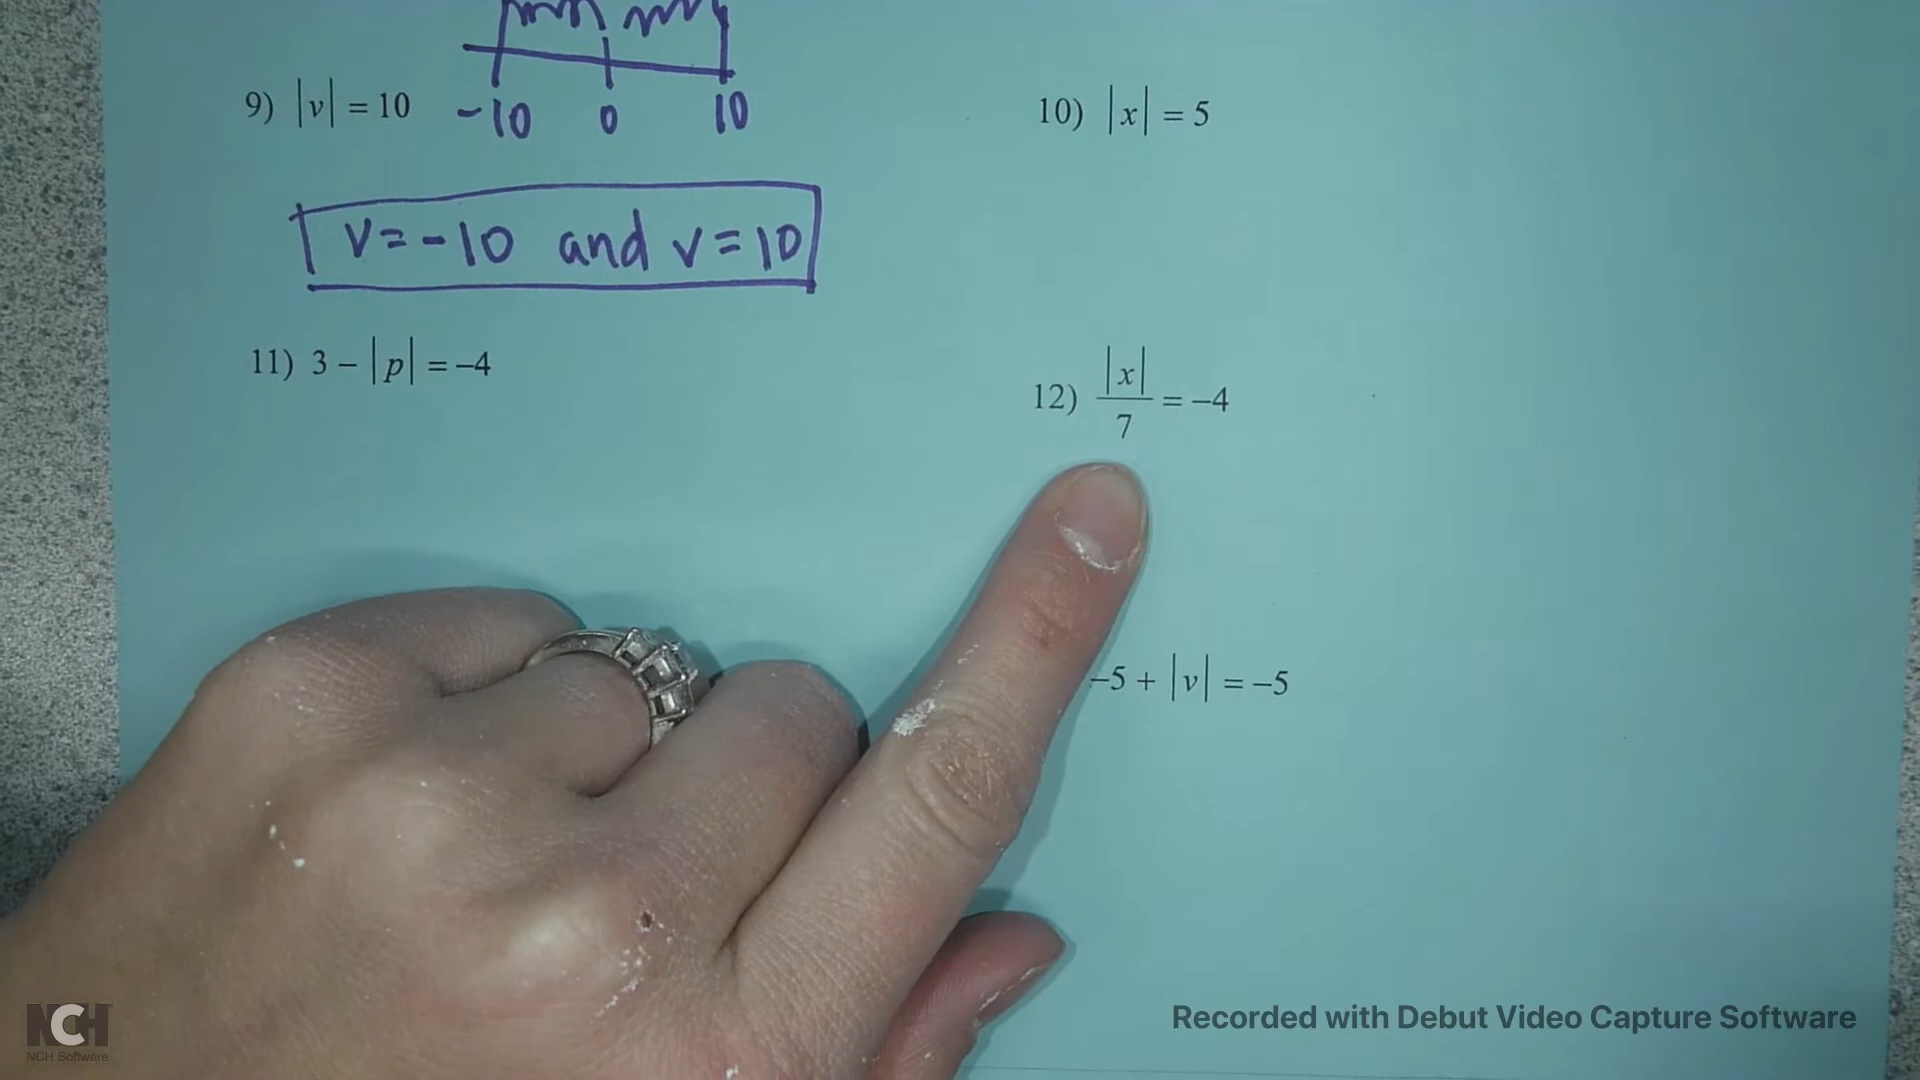 9) |v| = 10
-10 0 10
v = -10 and v = 10
10) |x| = 5
11) 3 – |p| = –4
12) |x|/7 = –4
–5 + |v| = –5
NCH
NCH Software
Recorded with Debut Video Capture Software